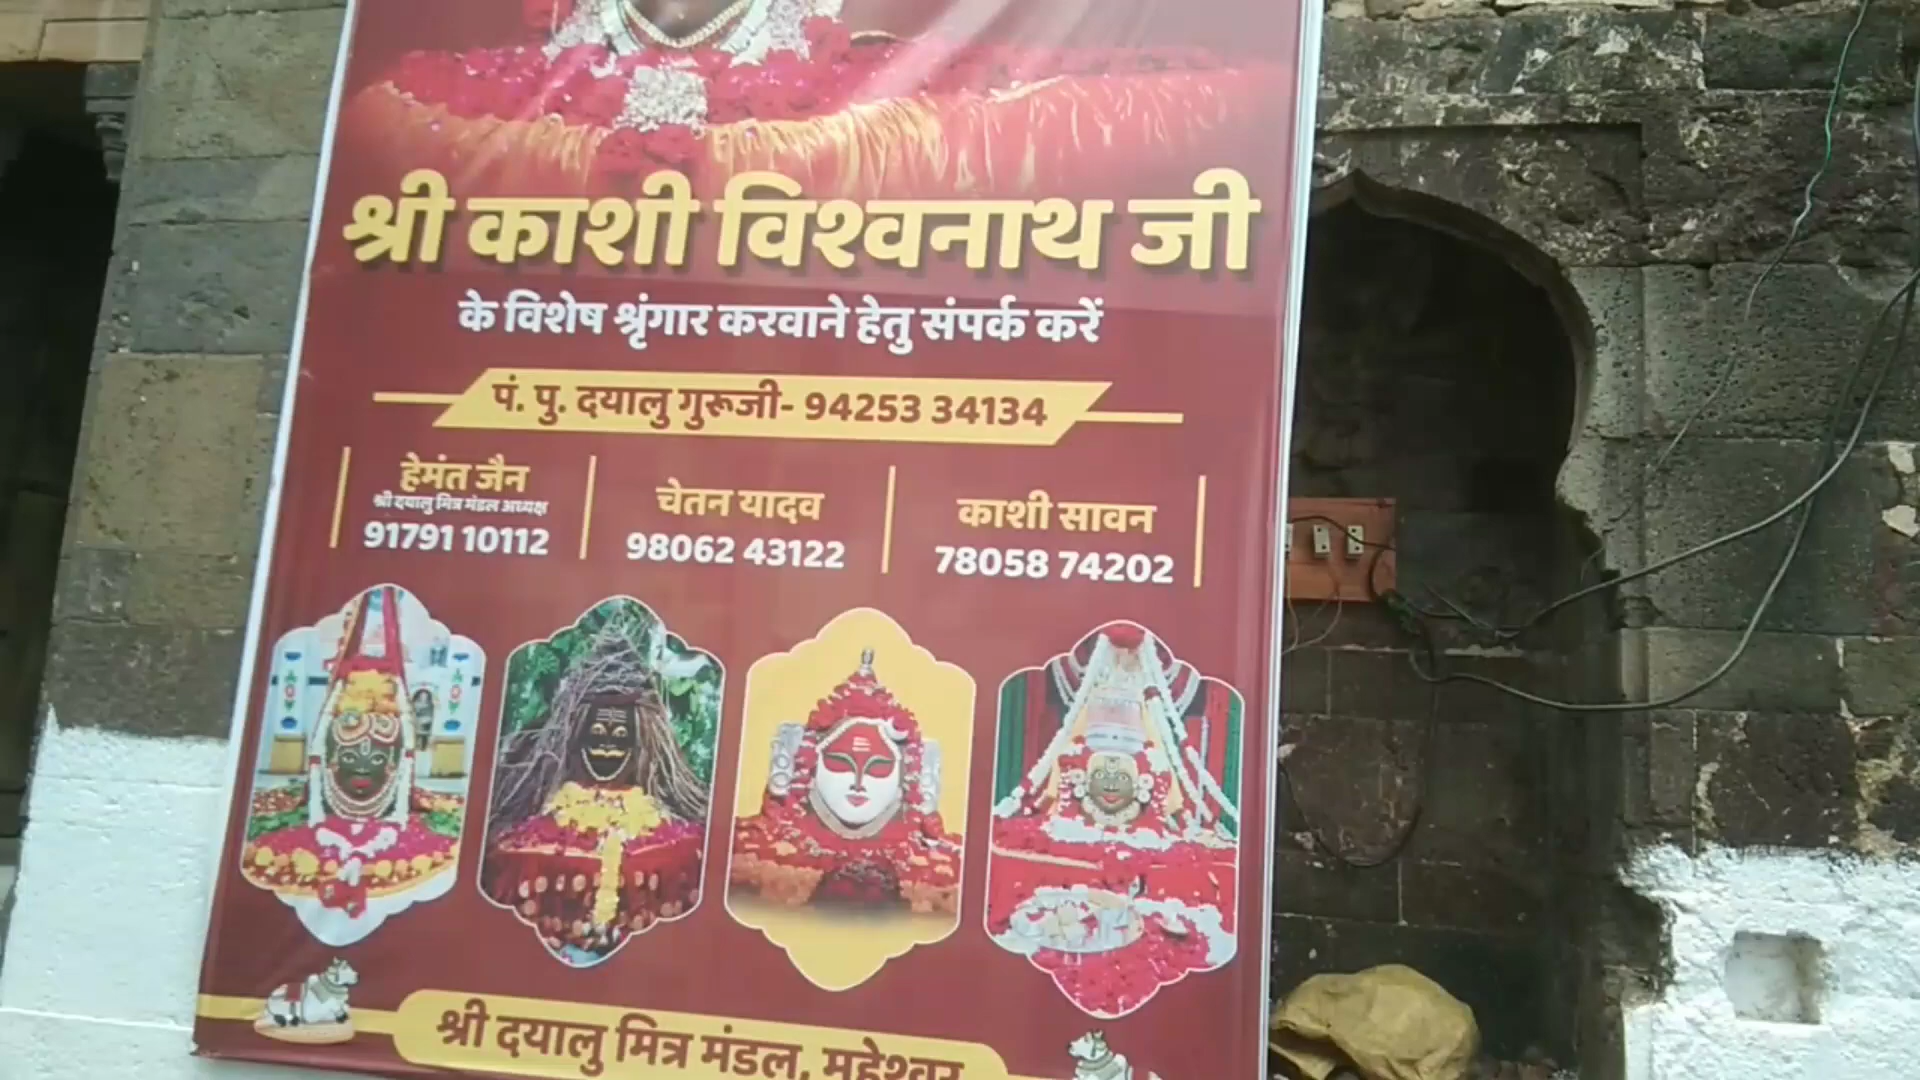 श्री काशी विश्वनाथ जी
के विशेष श्रृंगार करवाने हेतु संपर्क करें
पं. पु. दयालु गुरूजी- 94253 34134
हेमंत जैन
श्री दयालु मित्र मंडल अध्यक्ष
91791 10112
चेतन यादव
98062 43122
काशी सावन
78058 74202
श्री दयालु मित्र मंडल, महेश्वर